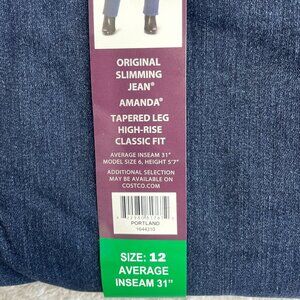 ORIGINAL
SLIMMING
JEAN®
AMANDA®
TAPERED LEG
HIGH-RISE
CLASSIC FIT
AVERAGE INSEAM 31"
MODEL SIZE 6, HEIGHT 5'7"
ADDITIONAL SELECTION
MAY BE AVAILABLE ON
COSTCO.COM
PORTLAND
1644310
SIZE: 12
AVERAGE
INSEAM 31"